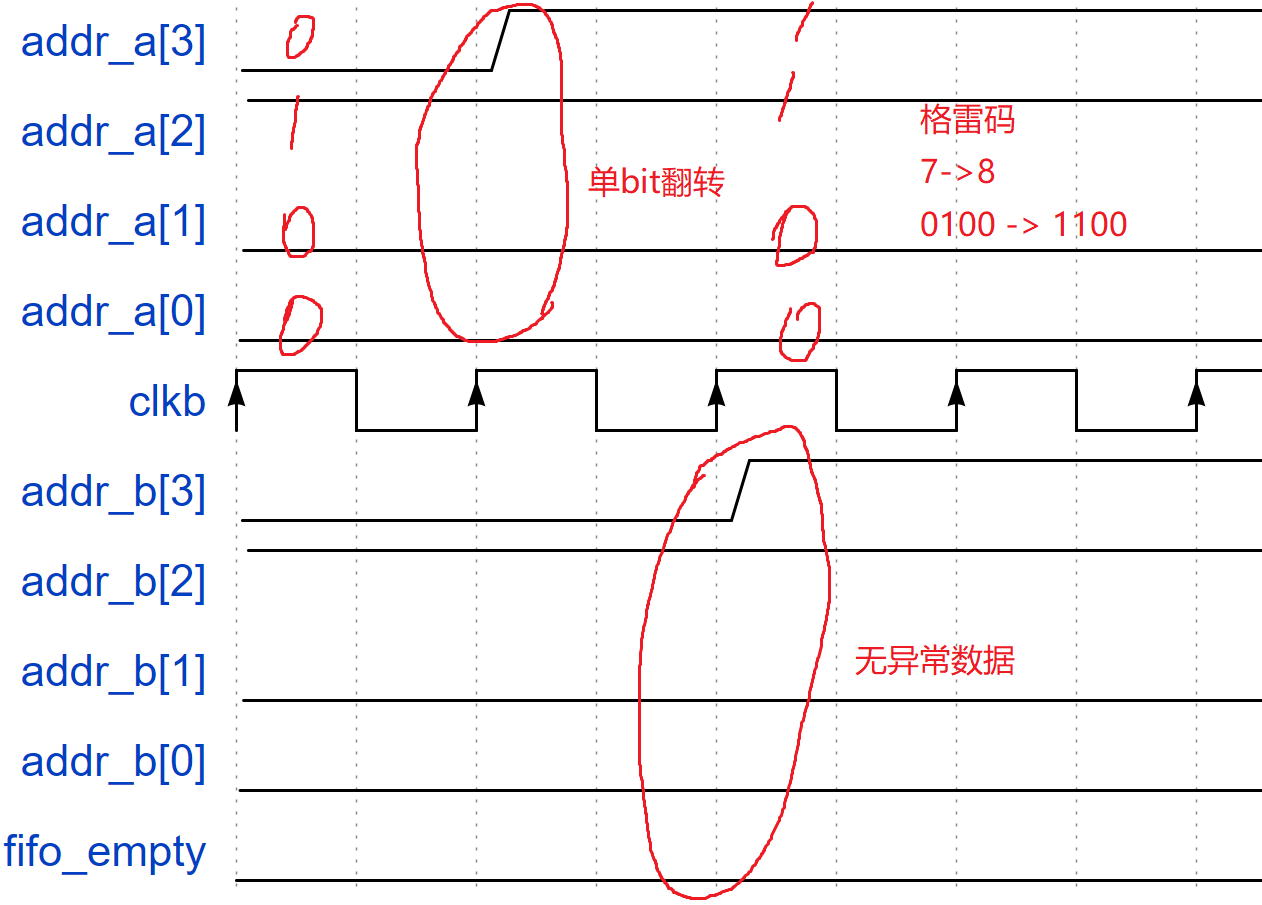 addr_a[3]
0
1
addr_a[2]
1
1
格雷码
7->8
0100 -> 1100
单bit翻转
addr_a[1]
0
0
addr_a[0]
0
0
clkb
addr_b[3]
addr_b[2]
addr_b[1]
无异常数据
addr_b[0]
fifo_empty